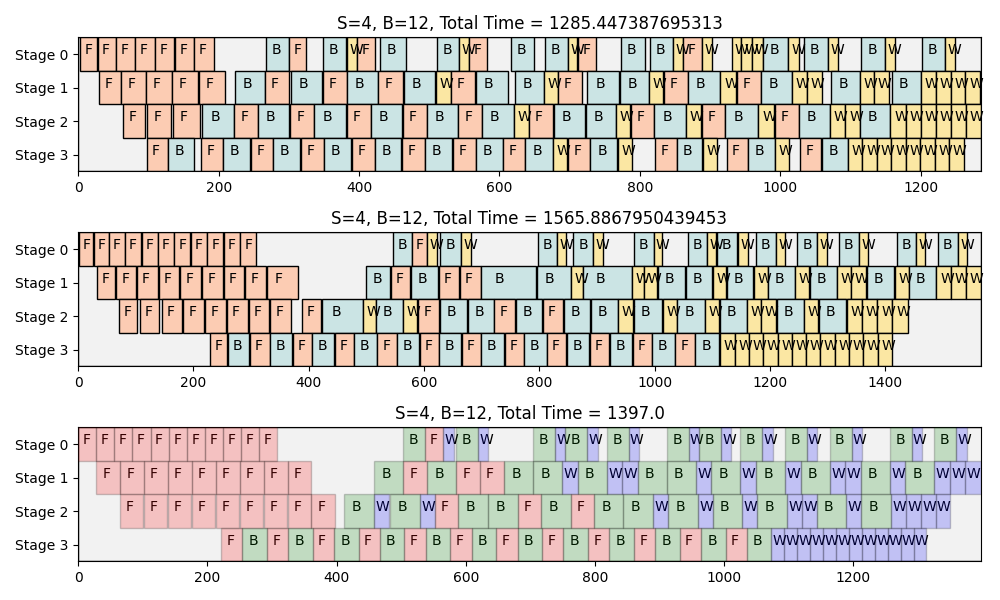 S=4, B=12, Total Time = 1285.447387695313
Stage 0 F F F F F F F B F B W F B B W F B B W F B B W F W W W W B W B W B W B W
Stage 1 F F F F F B F B F B F B W F B B W F B B W F B W F B W W B W W B W W W W
Stage 2 F F F B F B F B F B F B F B W F B B W F B W F B W F B W W B W W W W W W
Stage 3 F B F B F B F B F B F B F B F B W F B W F B W F B W F B W W W W W W W W
0 200 400 600 800 1000 1200
S=4, B=12, Total Time = 1565.8867950439453
Stage 0 F F F F F F F F F F F B F W B W B W B W B W B W B W B W B W B W B W B W
Stage 1 F F F F F F F F F B F B F F B B W B W W B B W B W B W B W W B W B W W W
Stage 2 F F F F F F F F F B W B W F B B F B F B B W B W B W B W W B W B W W W W
Stage 3 F B F B F B F B F B F B F B F B F B F B F B F B W W W W W W W W W W W W
0 200 400 600 800 1000 1200 1400
S=4, B=12, Total Time = 1397.0
Stage 0 F F F F F F F F F F F B F W B W B W B W B W B W B W B W B W B W B W B W
Stage 1 F F F F F F F F F B F B F F B B W B W W B B W B W B W B W W B W B W W W
Stage 2 F F F F F F F F F B W B W F B B F B F B B W B W B W B W W B W B W W W W
Stage 3 F B F B F B F B F B F B F B F B F B F B F B F B W W W W W W W W W W W W
0 200 400 600 800 1000 1200